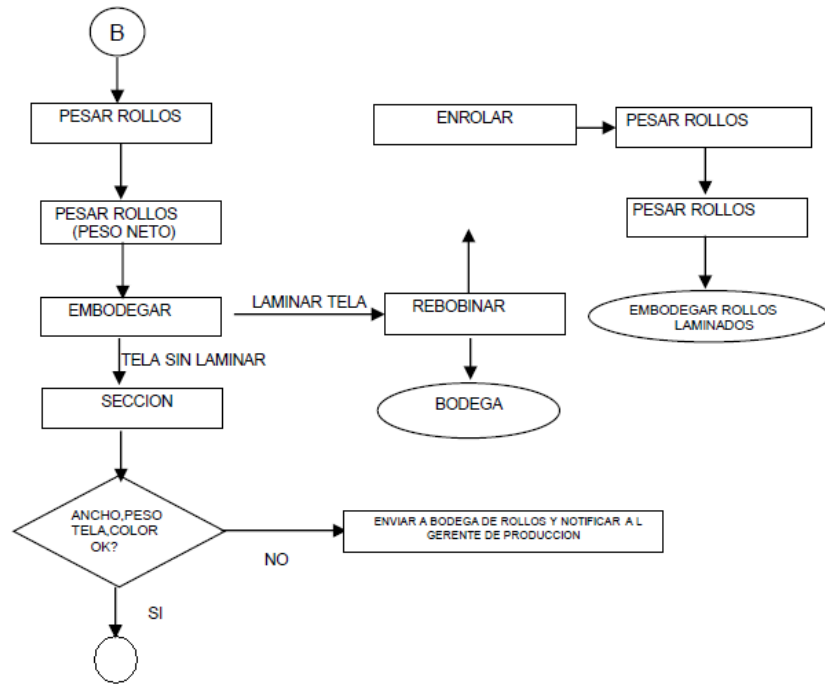 B
PESAR ROLLOS
ENROLAR
PESAR ROLLOS
PESAR ROLLOS
(PESO NETO)
PESAR ROLLOS
LAMINAR TELA
EMBODEGAR
REBOBINAR
EMBODEGAR ROLLOS
LAMINADOS
TELA SIN LAMINAR
SECCION
BODEGA
ANCHO,PESO
TELA,COLOR
OK?
ENVIAR A BODEGA DE ROLLOS Y NOTIFICAR A L
GERENTE DE PRODUCCION
NO
SI